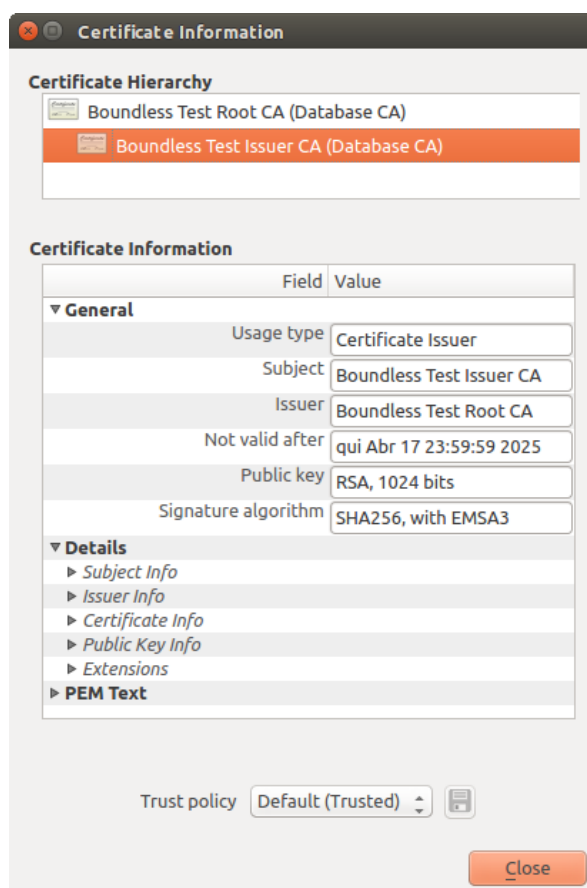 Certificate Information
Certificate Hierarchy
Boundless Test Root CA (Database CA)
Boundless Test Issuer CA (Database CA)
Certificate Information
Field Value
General
Usage type Certificate Issuer
Subject Boundless Test Issuer CA
Issuer Boundless Test Root CA
Not valid after qui Abr 17 23:59:59 2025
Public key RSA, 1024 bits
Signature algorithm SHA256, with EMSA3
Details
Subject Info
Issuer Info
Certificate Info
Public Key Info
Extensions
PEM Text
Trust policy Default (Trusted)
Close